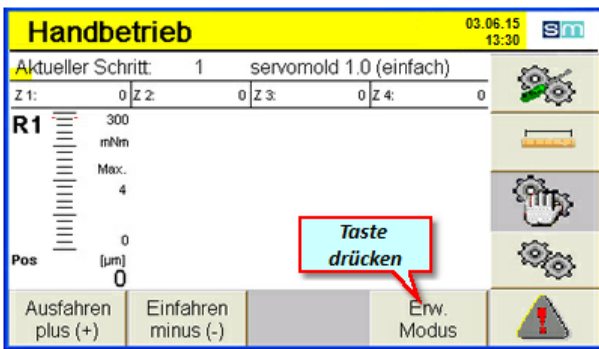 Handbetrieb
03.06.15
13:30
sm
Aktueller Schritt: 1 servomold 1.0 (einfach)
Z 1: 0 Z 2: 0 Z 3: 0 Z 4: 0
R1
300
mNm
Max.
4
0
Pos [µm]
0
Taste
drücken
Ausfahren
plus (+)
Einfahren
minus (-)
Erw.
Modus